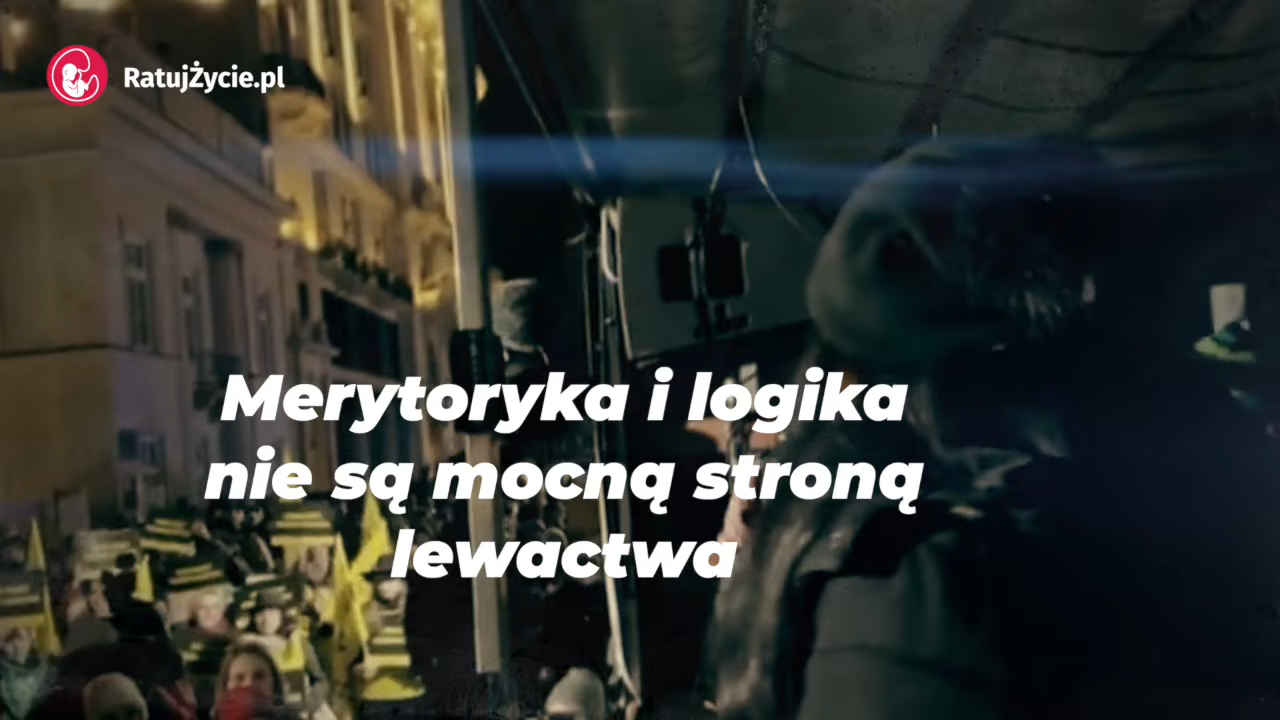 RatujŻycie.pl
Merytoryka i logika
nie są mocną stroną
lewactwa